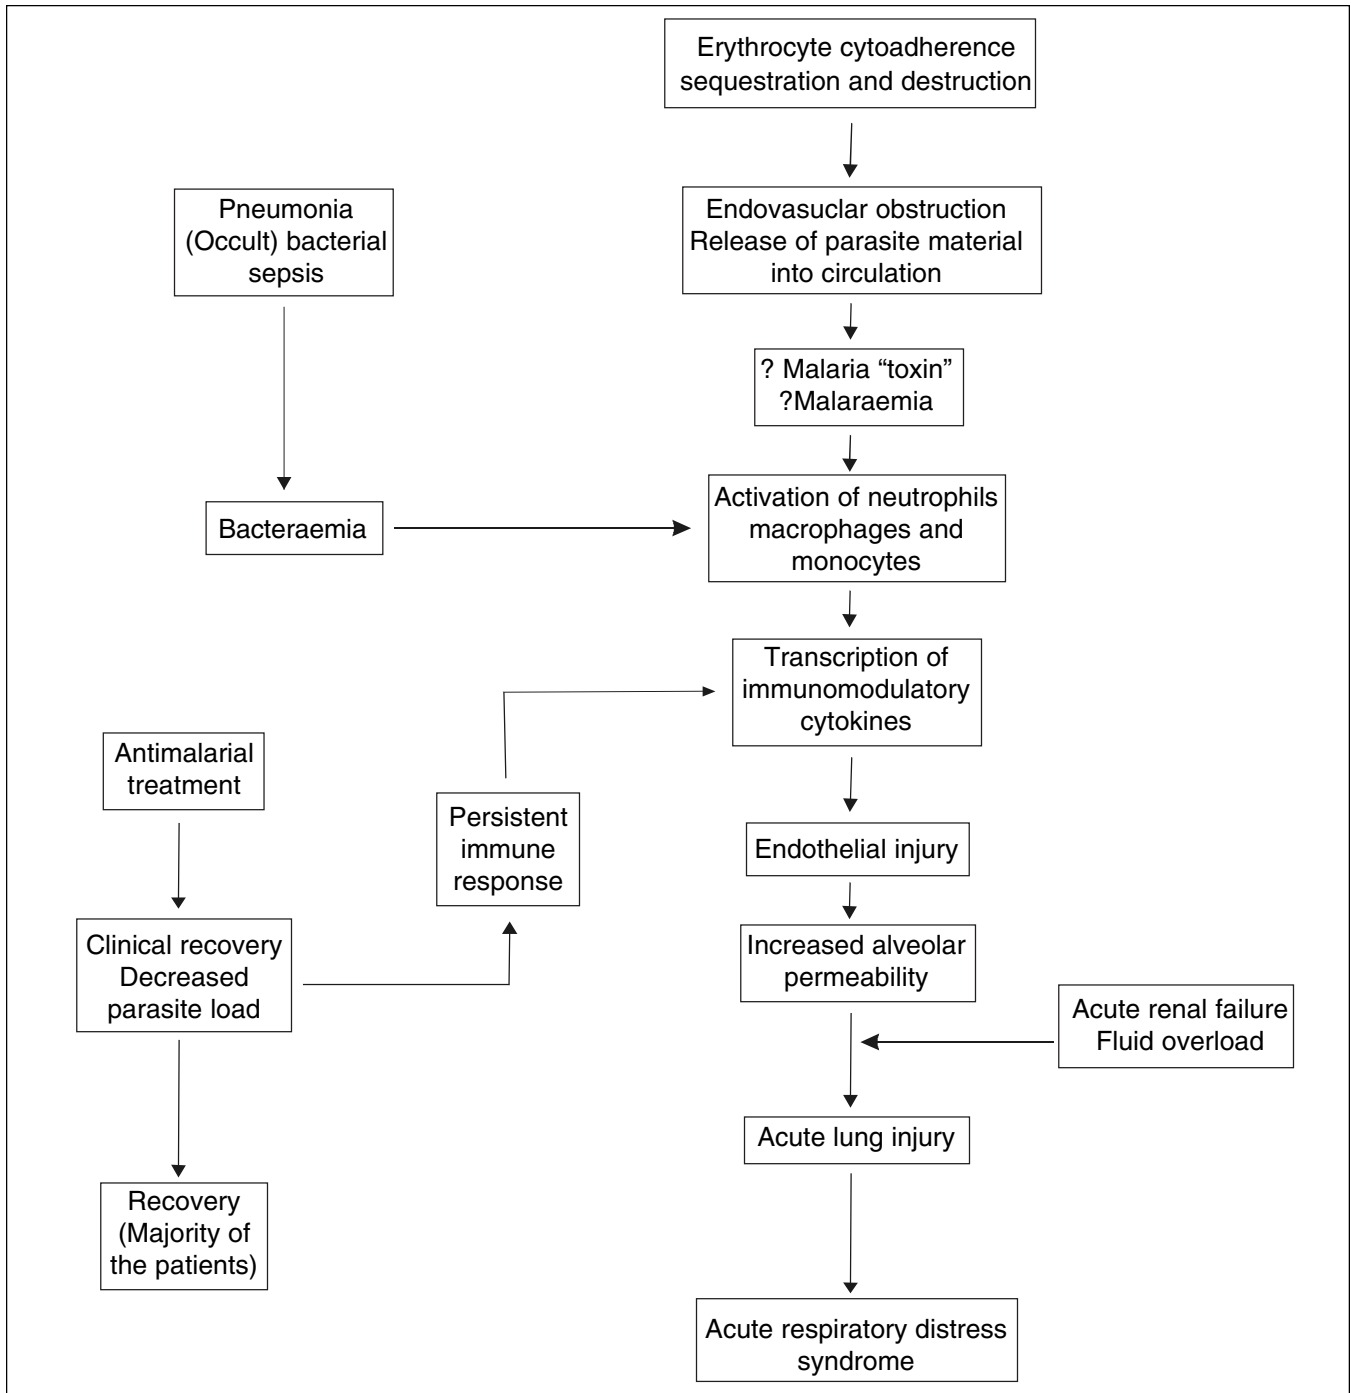 Erythrocyte cytoadherence
sequestration and destruction
Pneumonia
(Occult) bacterial
sepsis
Endovasuclar obstruction
Release of parasite material
into circulation
? Malaria “toxin”
?Malaraemia
Bacteraemia
Activation of neutrophils
macrophages and
monocytes
Transcription of
immunomodulatory
cytokines
Antimalarial
treatment
Persistent
immune
response
Endothelial injury
Clinical recovery
Decreased
parasite load
Increased alveolar
permeability
Acute renal failure
Fluid overload
Acute lung injury
Recovery
(Majority of
the patients)
Acute respiratory distress
syndrome